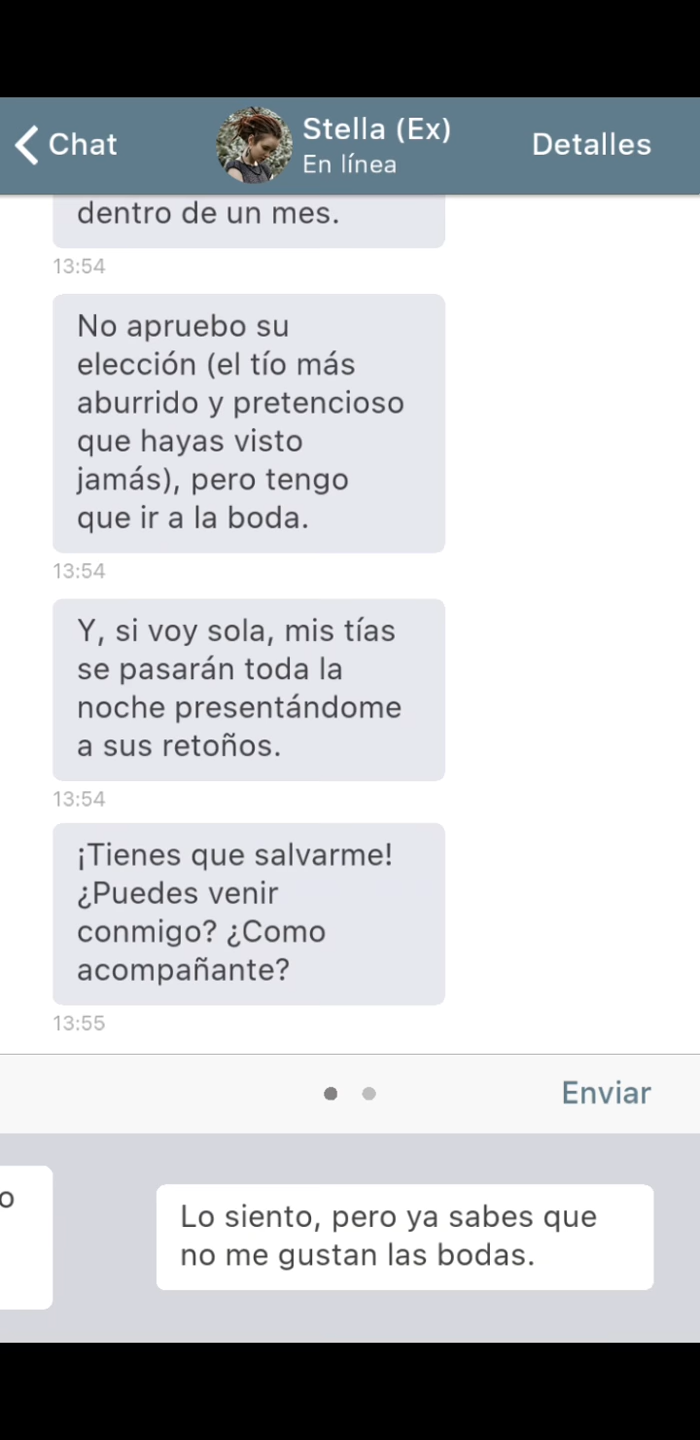 Chat
Stella (Ex)
En línea
Detalles
dentro de un mes.
13:54
No apruebo su
elección (el tío más
aburrido y pretencioso
que hayas visto
jamás), pero tengo
que ir a la boda.
13:54
Y, si voy sola, mis tías
se pasarán toda la
noche presentándome
a sus retoños.
13:54
¡Tienes que salvarme!
¿Puedes venir
conmigo? ¿Como
acompañante?
13:55
Enviar
o
Lo siento, pero ya sabes que
no me gustan las bodas.